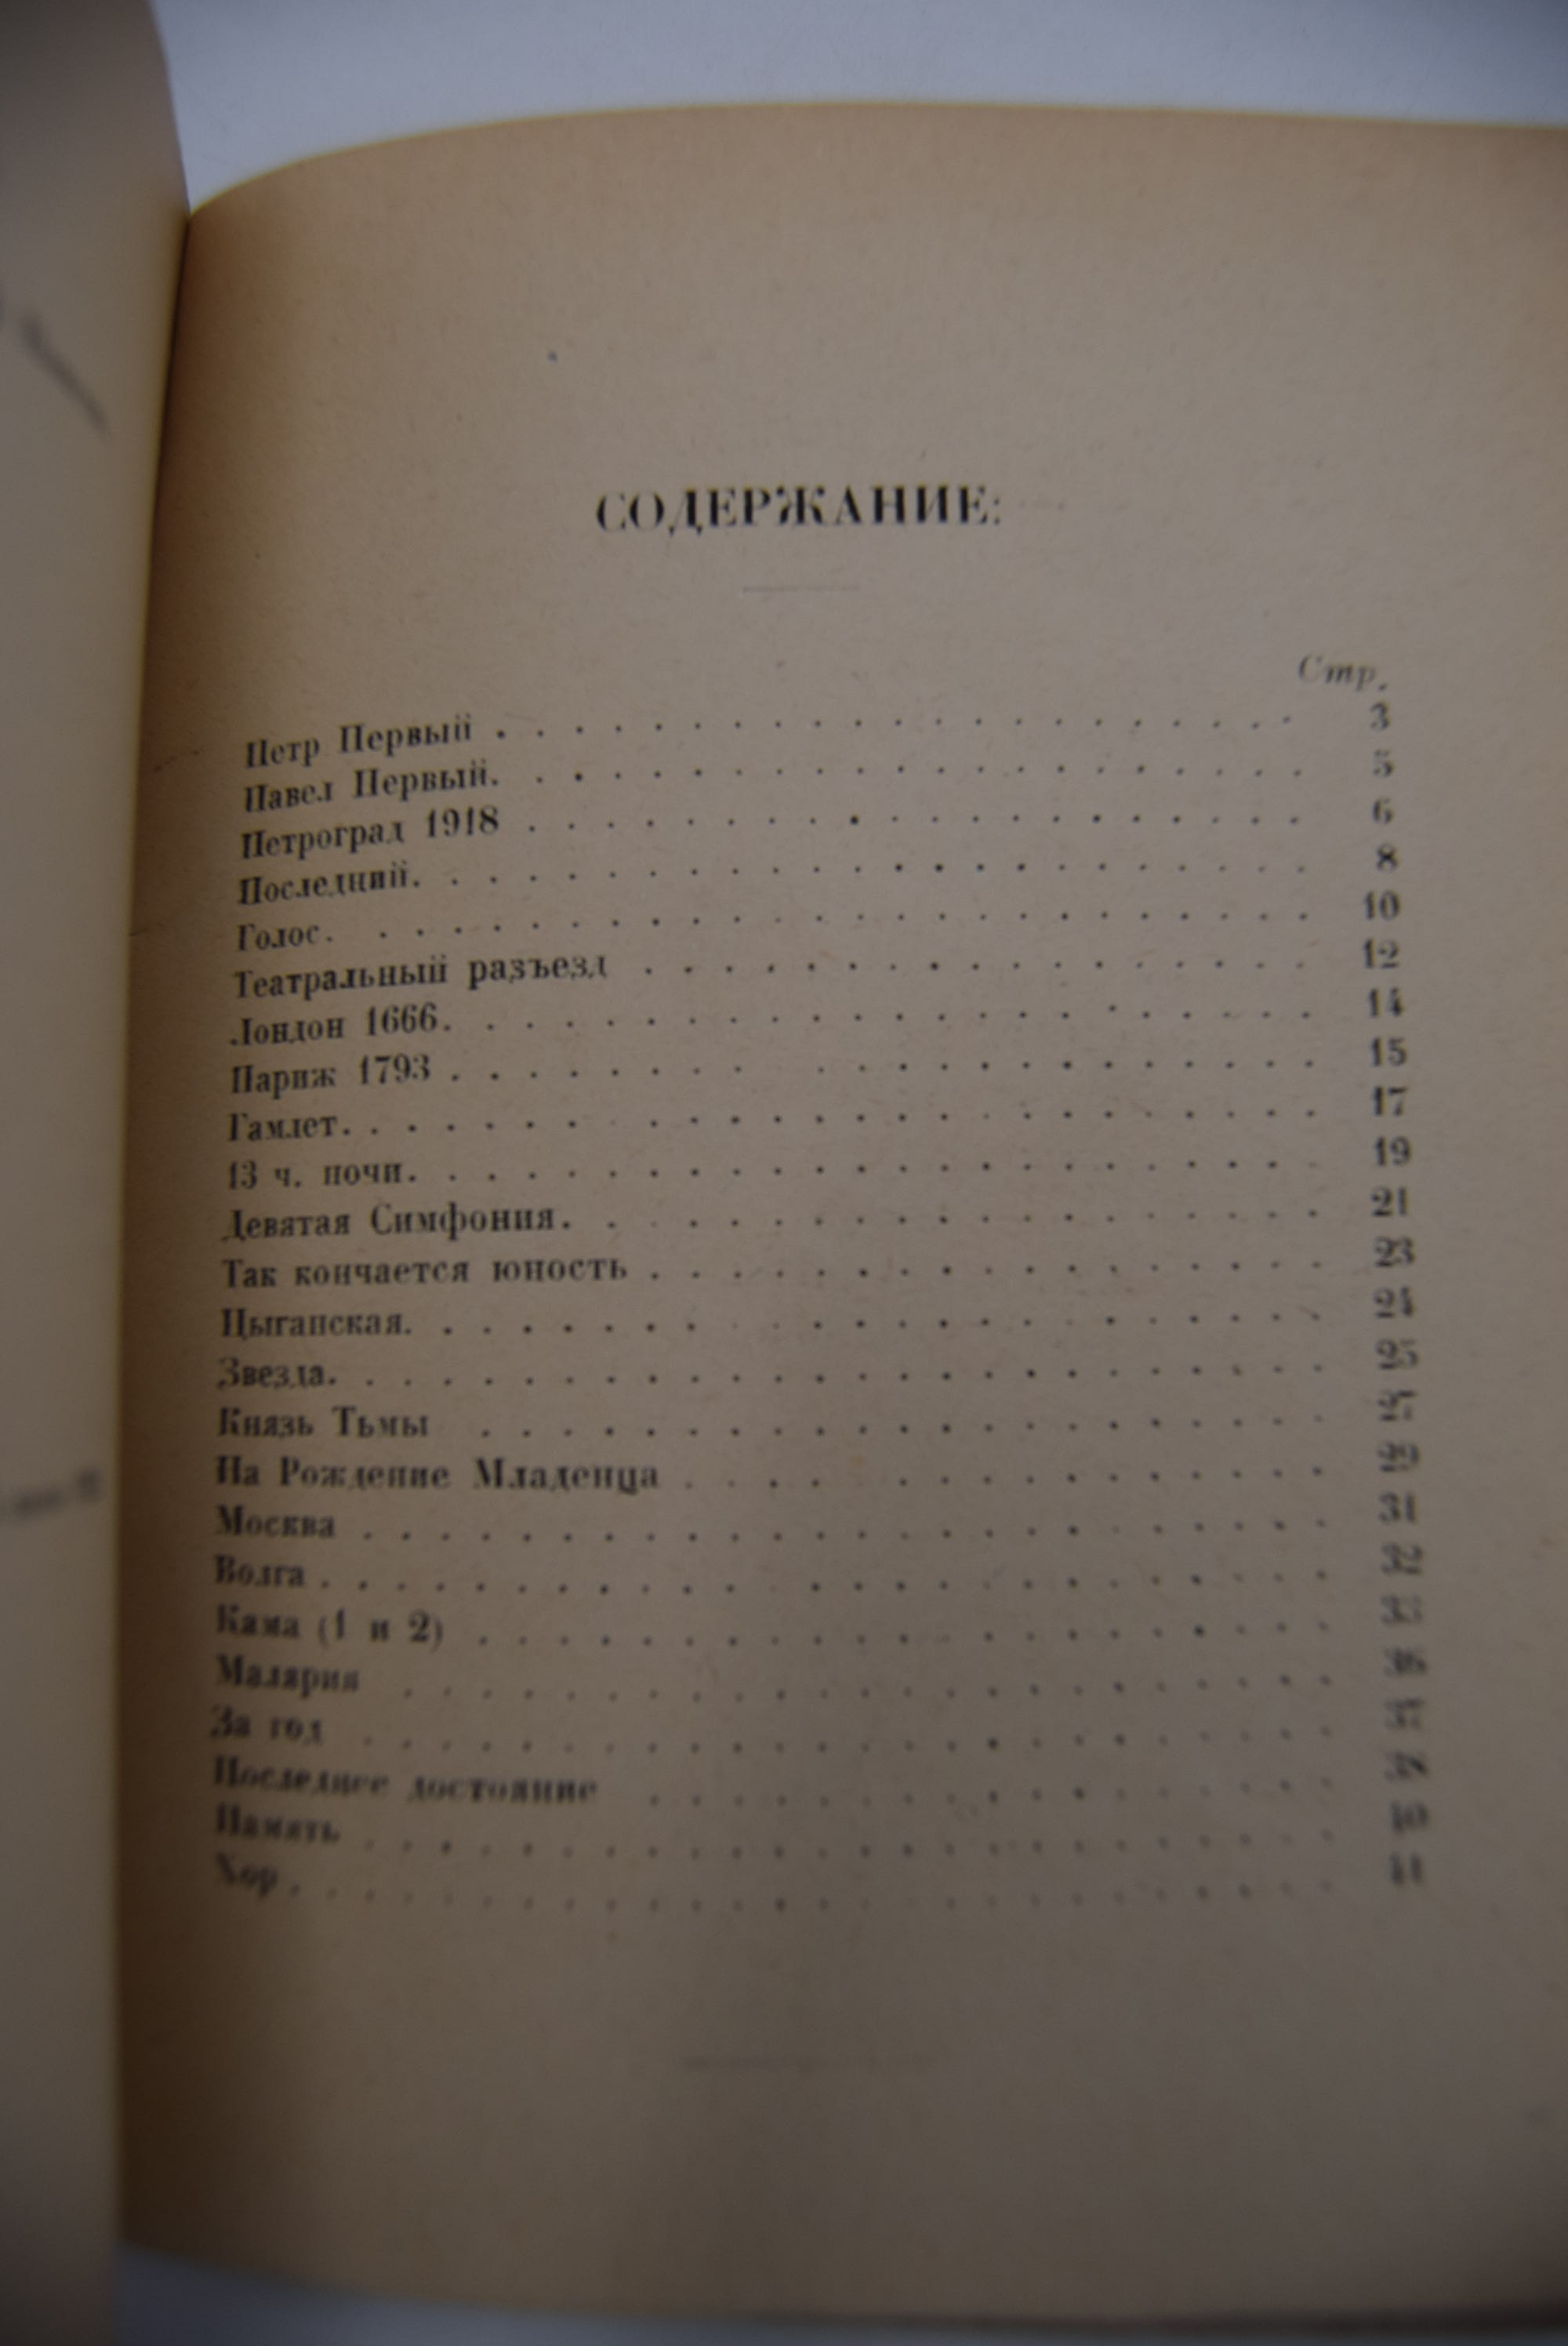 СОДЕРЖАНИЕ:
Стр.
Петр Первый . . . . . . . . . . . . . . . . . . . . . 3
Павел Первый. . . . . . . . . . . . . . . . . . . . . 5
Петроград 1918 . . . . . . . . . . . . . . . . . . . . 6
Последний. . . . . . . . . . . . . . . . . . . . . . . 8
Голос. . . . . . . . . . . . . . . . . . . . . . . . . 10
Театральный разъезд . . . . . . . . . . . . . . . . . 12
Лондон 1666. . . . . . . . . . . . . . . . . . . . . . 14
Париж 1793 . . . . . . . . . . . . . . . . . . . . . 15
Гамлет. . . . . . . . . . . . . . . . . . . . . . . . 17
13 ч. ночи. . . . . . . . . . . . . . . . . . . . . . . 19
Девятая Симфония. . . . . . . . . . . . . . . . . . . 21
Так кончается юность . . . . . . . . . . . . . . . . . 23
Цыганская. . . . . . . . . . . . . . . . . . . . . . . 24
Звезда. . . . . . . . . . . . . . . . . . . . . . . . . 25
Князь Тьмы . . . . . . . . . . . . . . . . . . . . . 27
На Рождение Младенца . . . . . . . . . . . . . . . 29
Москва . . . . . . . . . . . . . . . . . . . . . . . . 31
Волга . . . . . . . . . . . . . . . . . . . . . . . . 32
Кама (1 и 2) . . . . . . . . . . . . . . . . . . . . . 33
Малярия . . . . . . . . . . . . . . . . . . . . . . . 36
За год . . . . . . . . . . . . . . . . . . . . . . . . 37
Последнее достояние . . . . . . . . . . . . . . . . . 38
Память . . . . . . . . . . . . . . . . . . . . . . . . 40
Хор . . . . . . . . . . . . . . . . . . . . . . . . . . 41